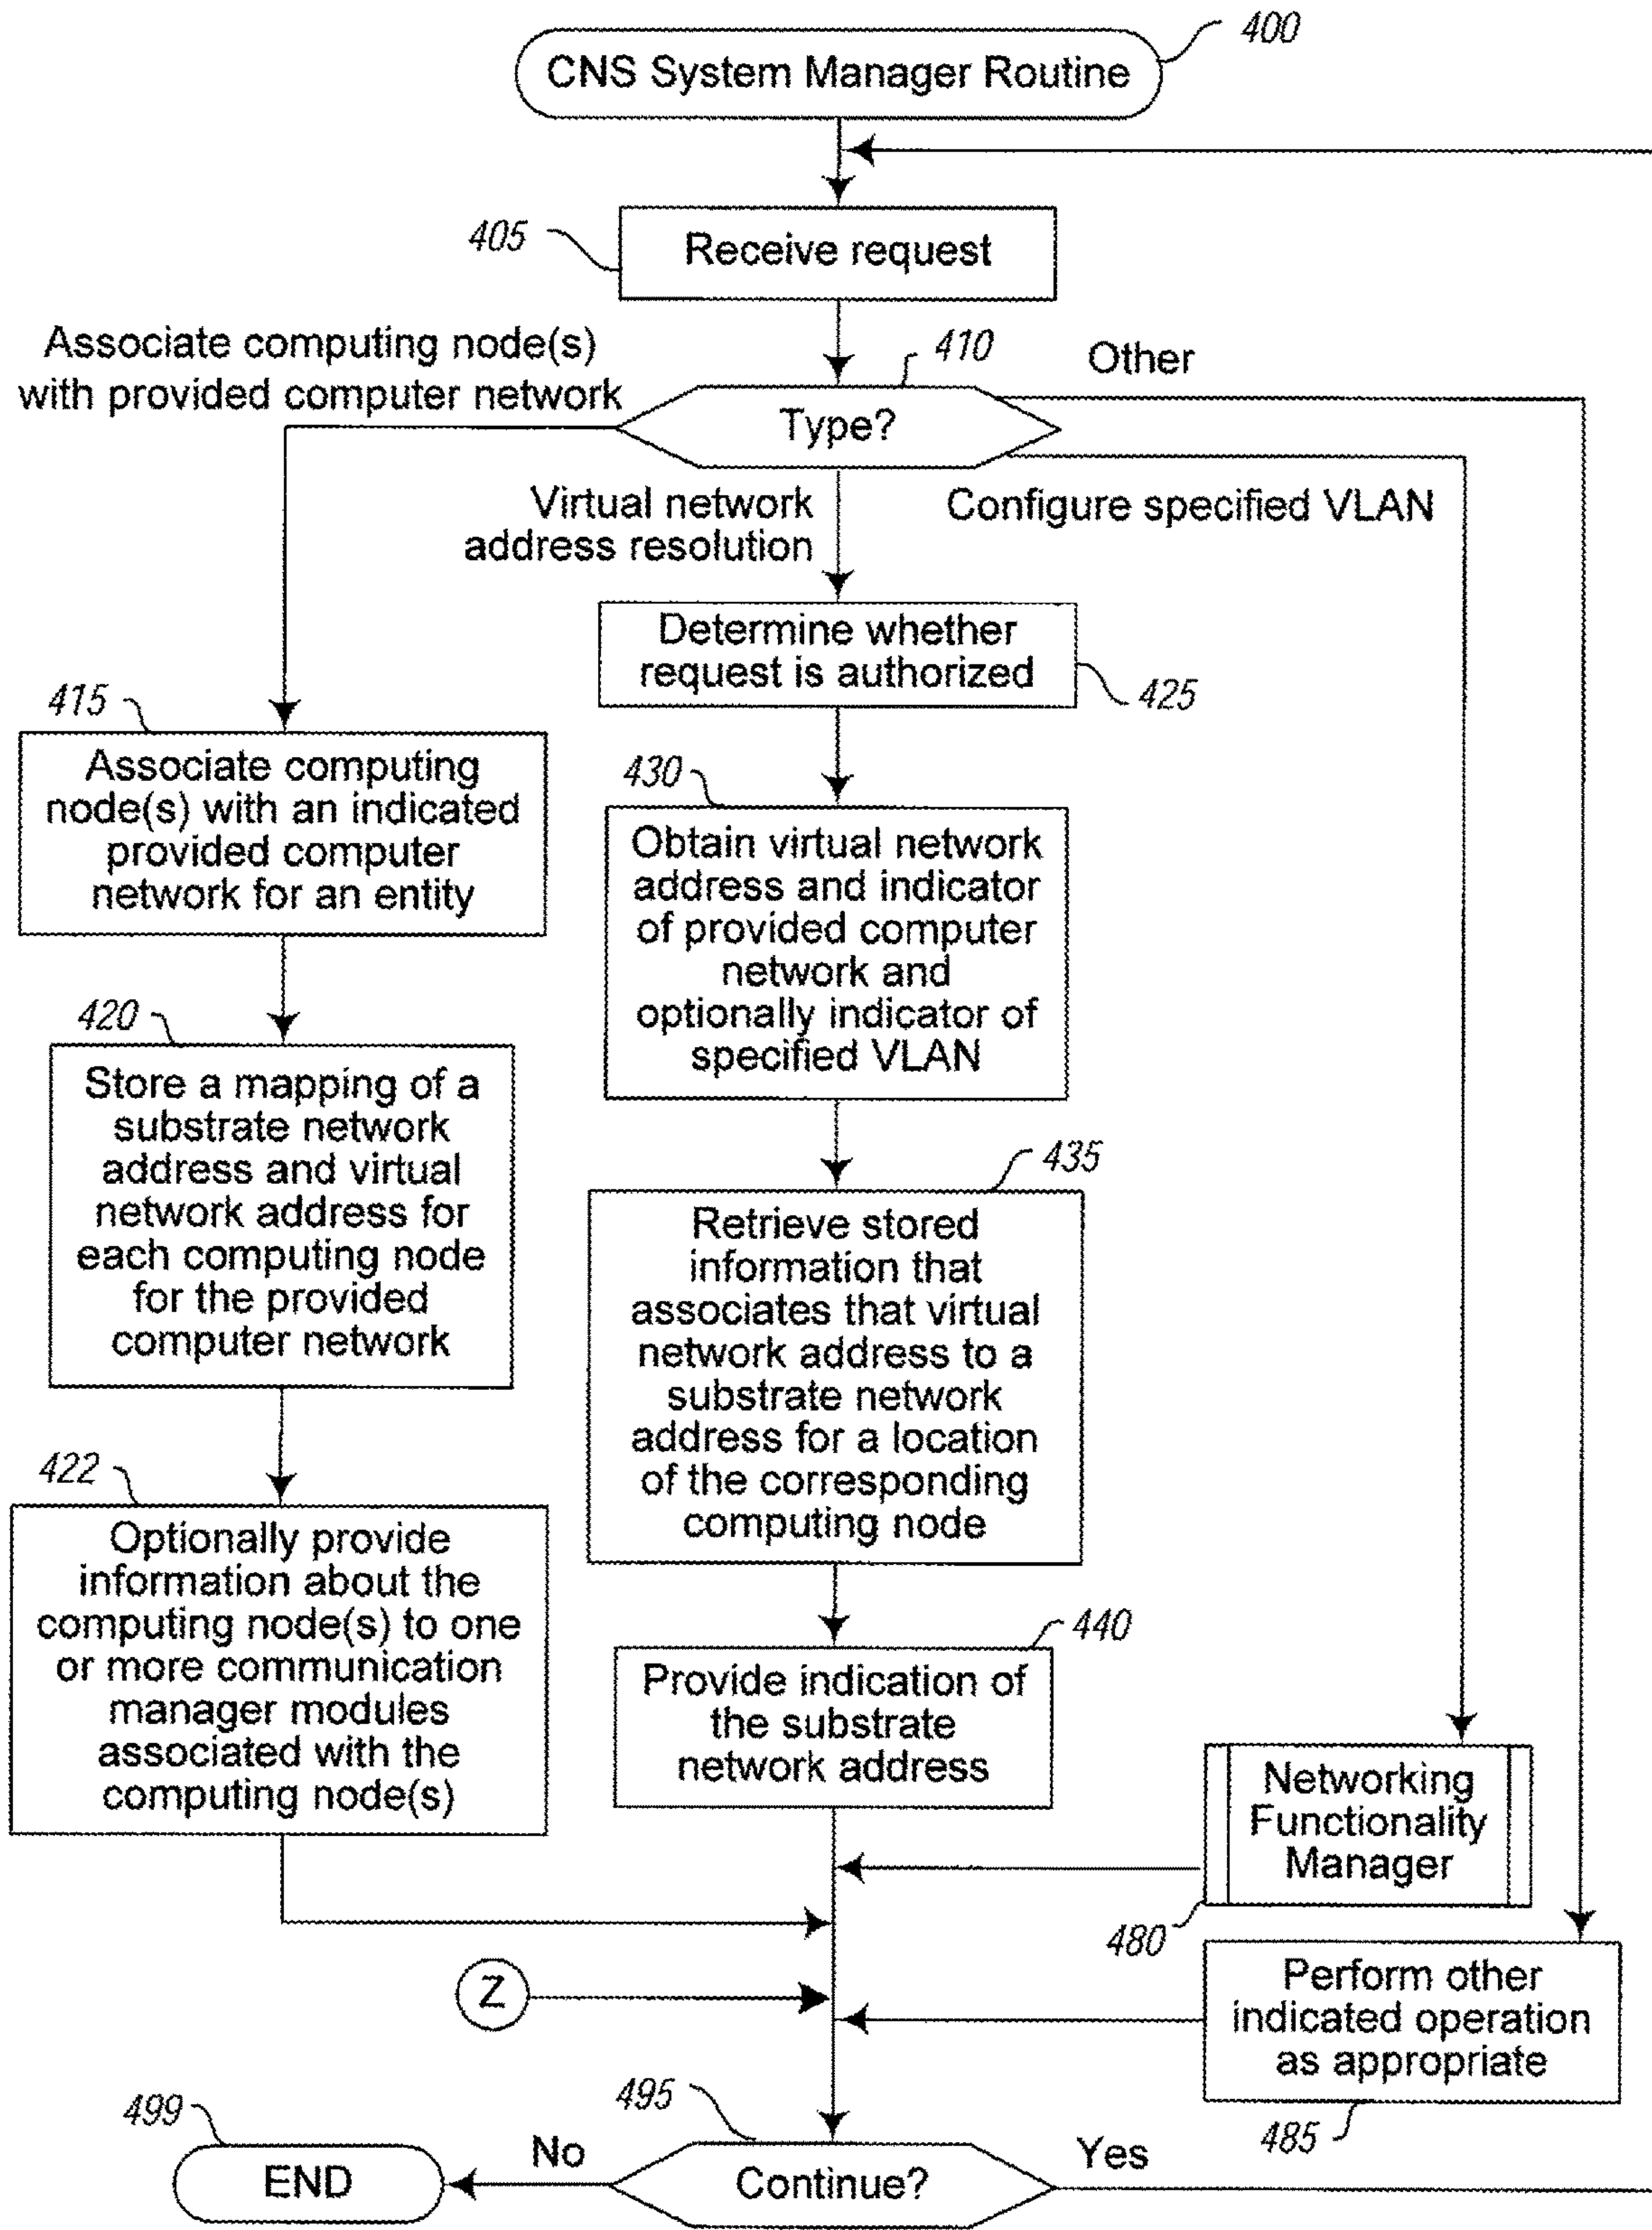 400
CNS System Manager Routine
405
Receive request
Associate computing node(s)
with provided computer network
410
Other
Type?
Virtual network
address resolution
Configure specified VLAN
Determine whether
request is authorized
425
415
Associate computing
node(s) with an indicated
provided computer
network for an entity
430
Obtain virtual network
address and indicator
of provided computer
network and
optionally indicator of
specified VLAN
420
Store a mapping of a
substrate network
address and virtual
network address for
each computing node
for the provided
computer network
435
Retrieve stored
information that
associates that virtual
network address to a
substrate network
address for a location
of the corresponding
computing node
422
Optionally provide
information about the
computing node(s) to one
or more communication
manager modules
associated with the
computing node(s)
440
Provide indication of
the substrate
network address
Networking
Functionality
Manager
480
Z
Perform other
indicated operation
as appropriate
485
495
Continue?
Yes
No
499
END